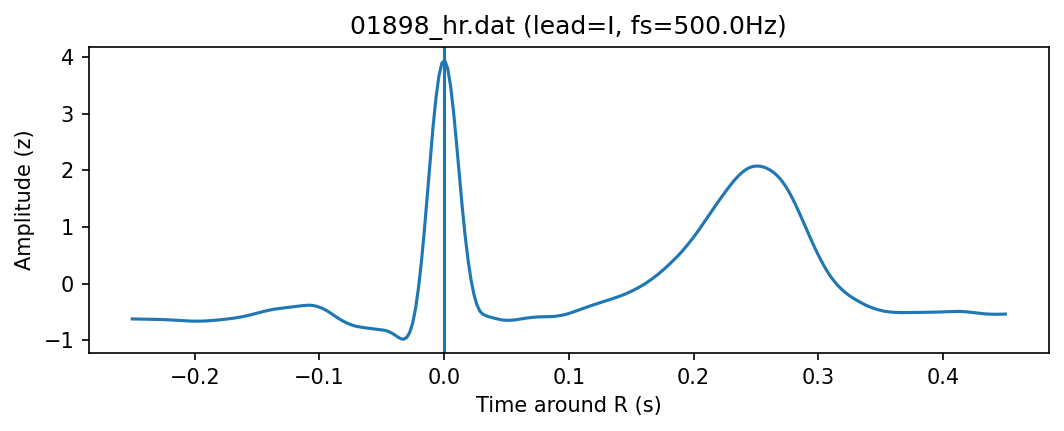 01898_hr.dat (lead=I, fs=500.0Hz)
Amplitude (z)
4
3
2
1
0
−1
−0.2 −0.1 0.0 0.1 0.2 0.3 0.4
Time around R (s)